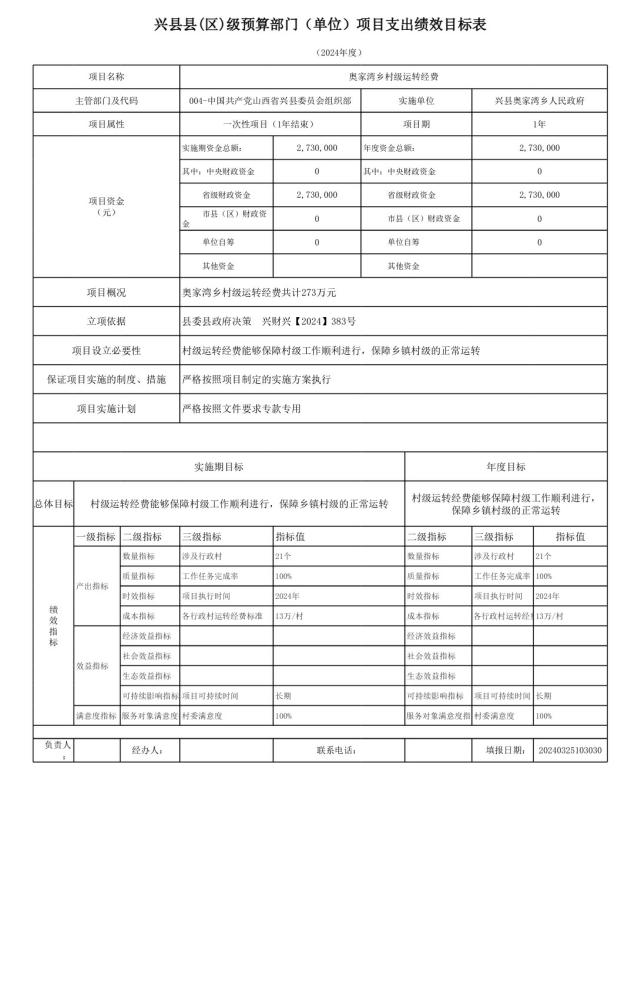 兴县县(区)级预算部门（单位）项目支出绩效目标表
（2024年度）
项目名称 奥家湾乡村级运转经费
主管部门及代码 004-中国共产党山西省兴县委员会组织部 实施单位 兴县奥家湾乡人民政府
项目属性 一次性项目（1年结束） 项目期 1年
项目资金
（元）
实施期资金总额： 2,730,000 年度资金总额： 2,730,000
其中：中央财政资金 0 其中：中央财政资金 0
省级财政资金 2,730,000 省级财政资金 2,730,000
市县（区）财政资
金 0 市县（区）财政资金 0
单位自筹 0 单位自筹 0
其他资金 其他资金
项目概况 奥家湾乡村级运转经费共计273万元
立项依据 县委县政府决策 兴财兴【2024】383号
项目设立必要性 村级运转经费能够保障村级工作顺利进行，保障乡镇村级的正常运转
保证项目实施的制度、措施 严格按照项目制定的实施方案执行
项目实施计划 严格按照文件要求专款专用
实施期目标 年度目标
总体目标 村级运转经费能够保障村级工作顺利进行，保障乡镇村级的正常运转 村级运转经费能够保障村级工作顺利进行，
保障乡镇村级的正常运转
绩效指标
一级指标 二级指标 三级指标 指标值 二级指标 三级指标 指标值
产出指标 数量指标 涉及行政村 21个 数量指标 涉及行政村 21个
质量指标 工作任务完成率 100% 质量指标 工作任务完成率 100%
时效指标 项目执行时间 2024年 时效指标 项目执行时间 2024年
成本指标 各行政村运转经费标准 13万/村 成本指标 各行政村运转经 13万/村
效益指标 经济效益指标 经济效益指标
社会效益指标 社会效益指标
生态效益指标 生态效益指标
可持续影响指标 项目可持续时间 长期 可持续影响指标 项目可持续时间 长期
满意度指标 服务对象满意度 村委满意度 100% 服务对象满意度指 村委满意度 100%
负责人
： 经办人： 联系电话： 填报日期： 20240325103030